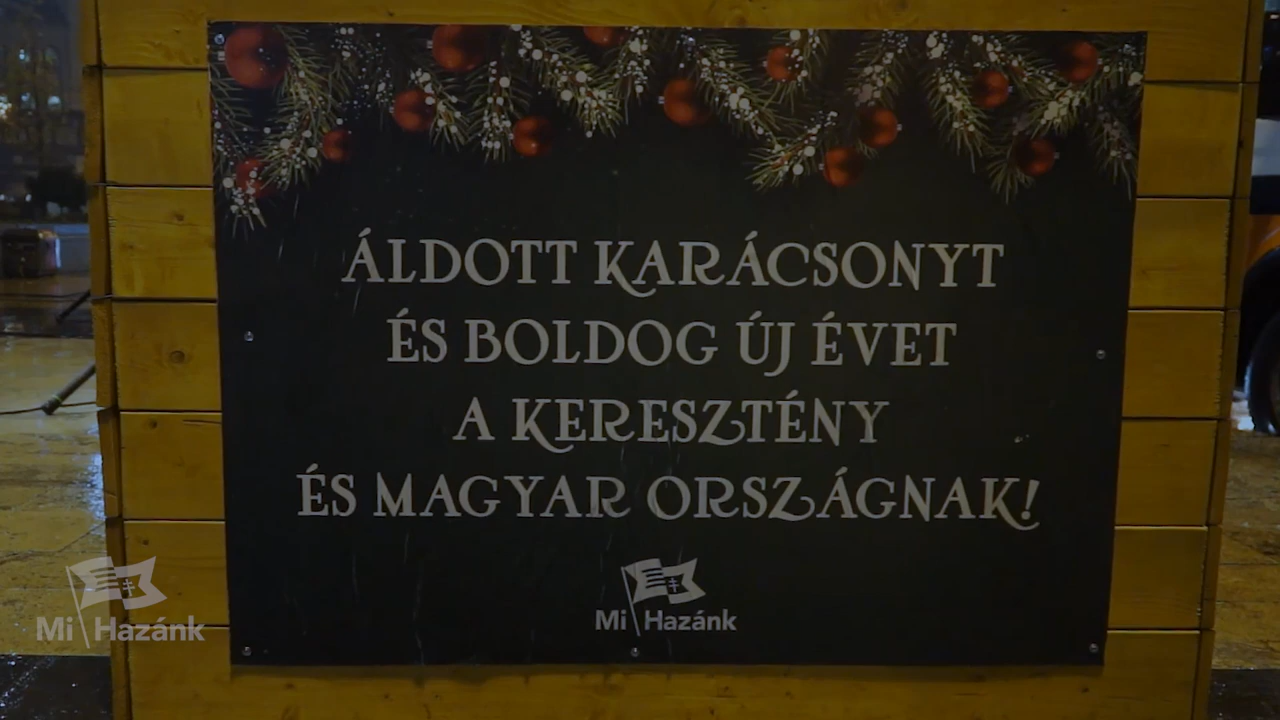 ÁLDOTT KARÁCSONYT
ÉS BOLDOG ÚJ ÉVET
A KERESZTÉNY
ÉS MAGYAR ORSZÁGNAK!
Mi Hazánk
Mi Hazánk